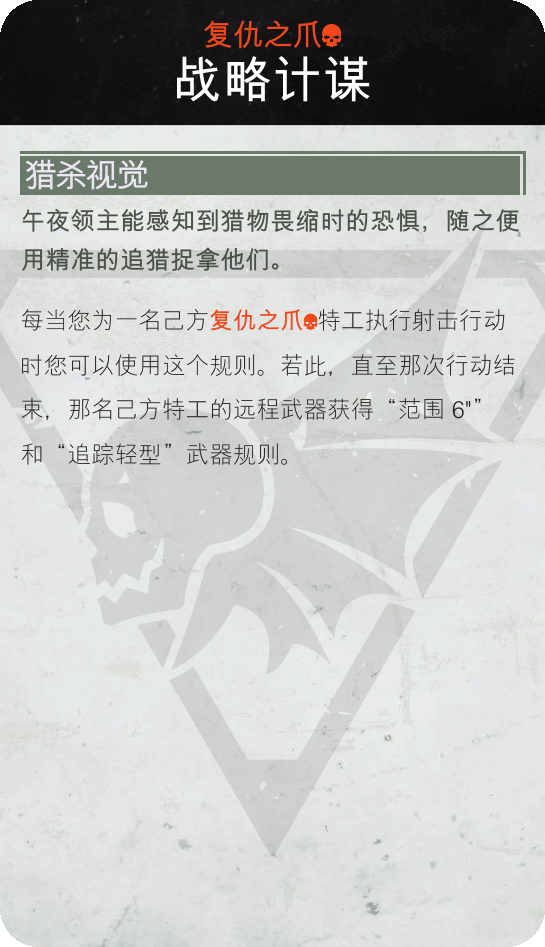 复仇之爪
战略计谋
猎杀视觉
午夜领主能感知到猎物畏缩时的恐惧，随之便
用精准的追猎捉拿他们。
每当您为一名己方复仇之爪特工执行射击行动
时您可以使用这个规则。若此，直至那次行动结
束，那名己方特工的远程武器获得“范围 6"”
和“追踪轻型”武器规则。